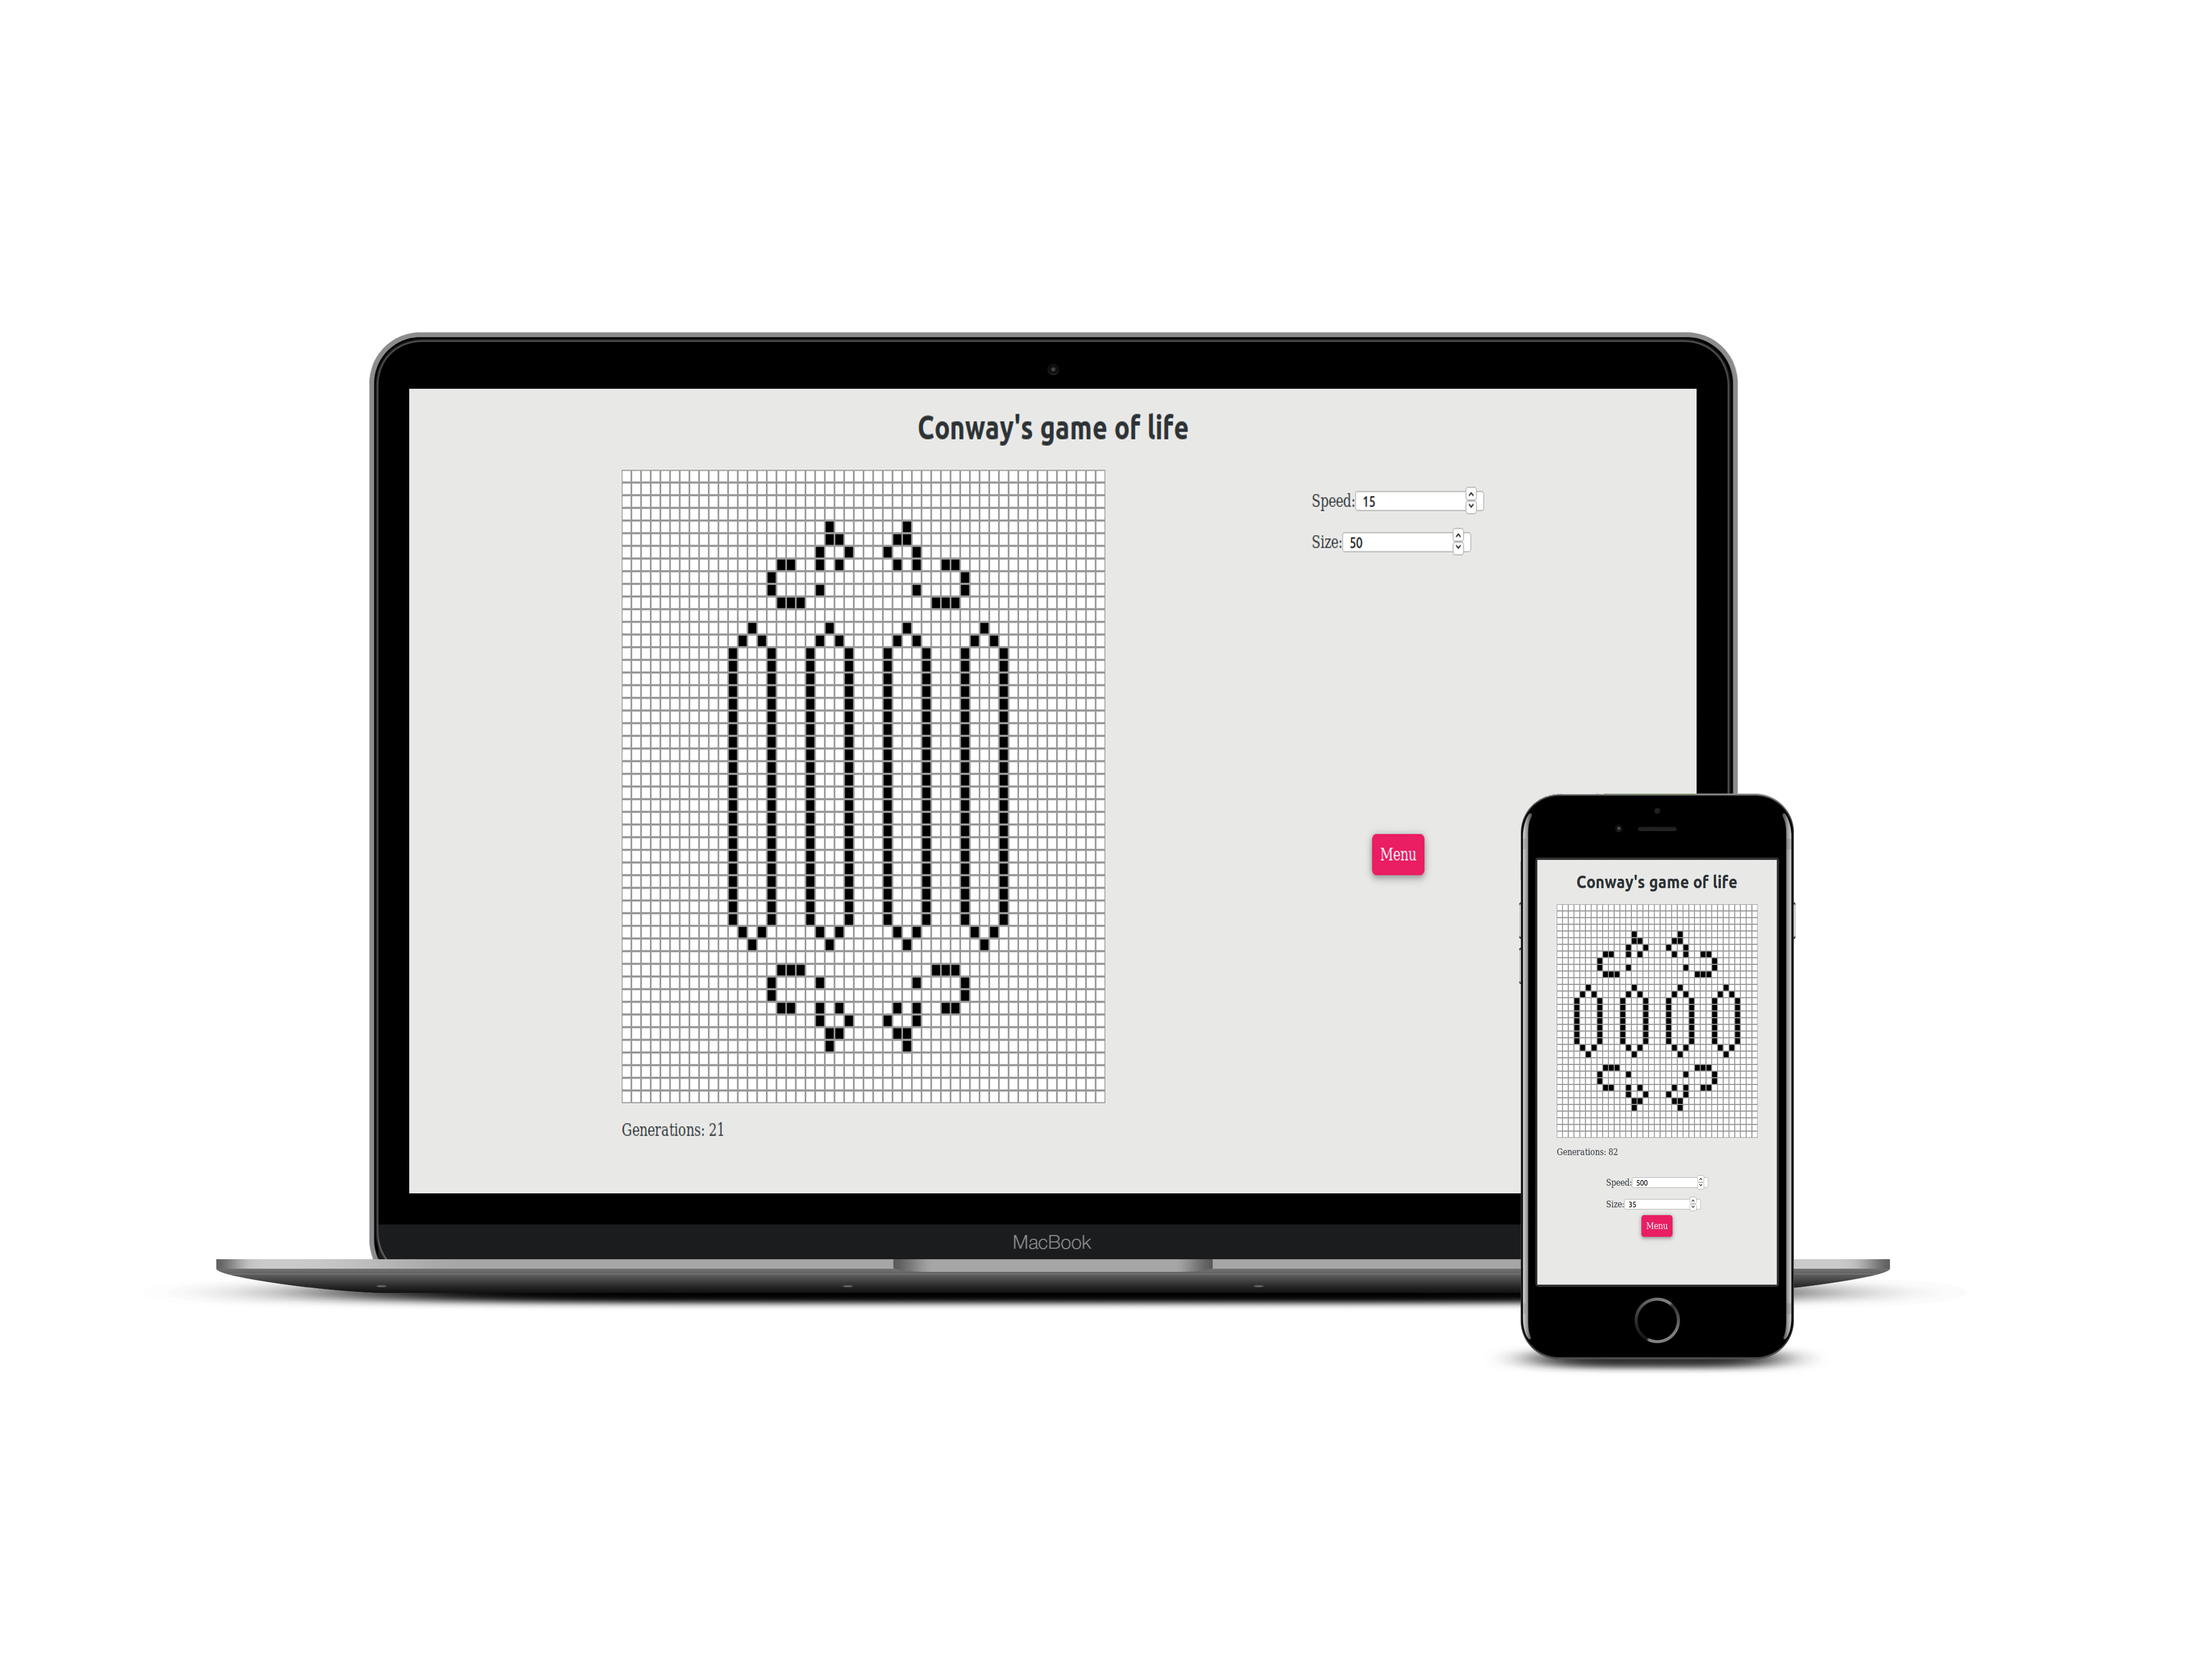 Conway's game of life
Speed: 15
Size: 50
Menu
Generations: 21
MacBook
Conway's game of life
Generations: 82
Speed: 500
Size: 35
Menu